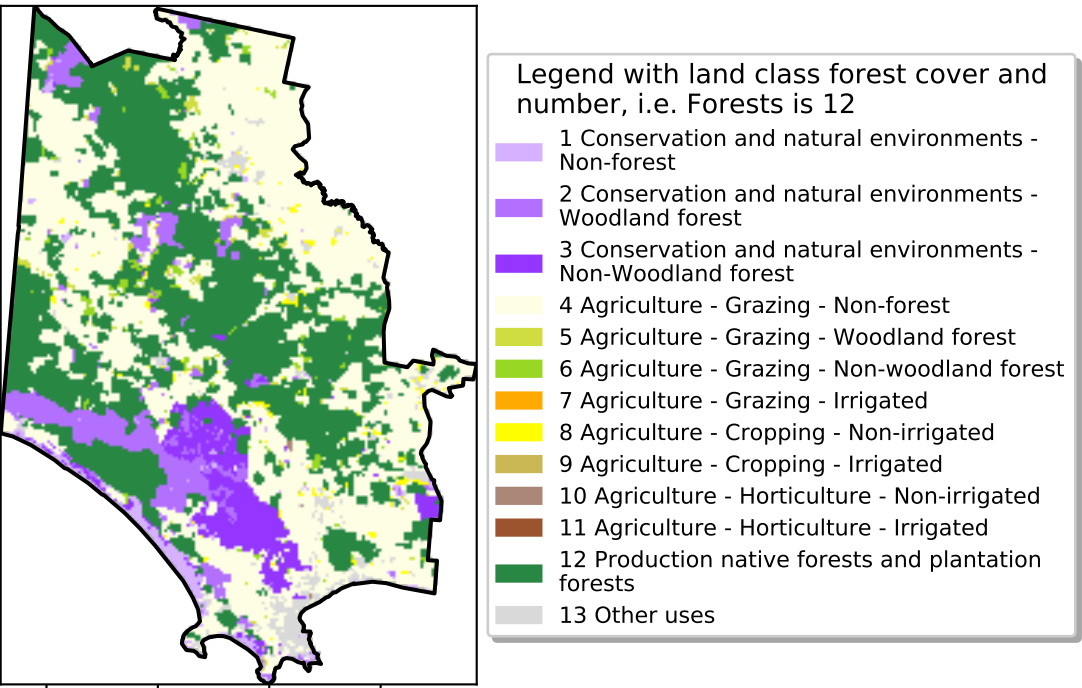 Legend with land class forest cover and
number, i.e. Forests is 12
1 Conservation and natural environments -
Non-forest
2 Conservation and natural environments -
Woodland forest
3 Conservation and natural environments -
Non-Woodland forest
4 Agriculture - Grazing - Non-forest
5 Agriculture - Grazing - Woodland forest
6 Agriculture - Grazing - Non-woodland forest
7 Agriculture - Grazing - Irrigated
8 Agriculture - Cropping - Non-irrigated
9 Agriculture - Cropping - Irrigated
10 Agriculture - Horticulture - Non-irrigated
11 Agriculture - Horticulture - Irrigated
12 Production native forests and plantation
forests
13 Other uses